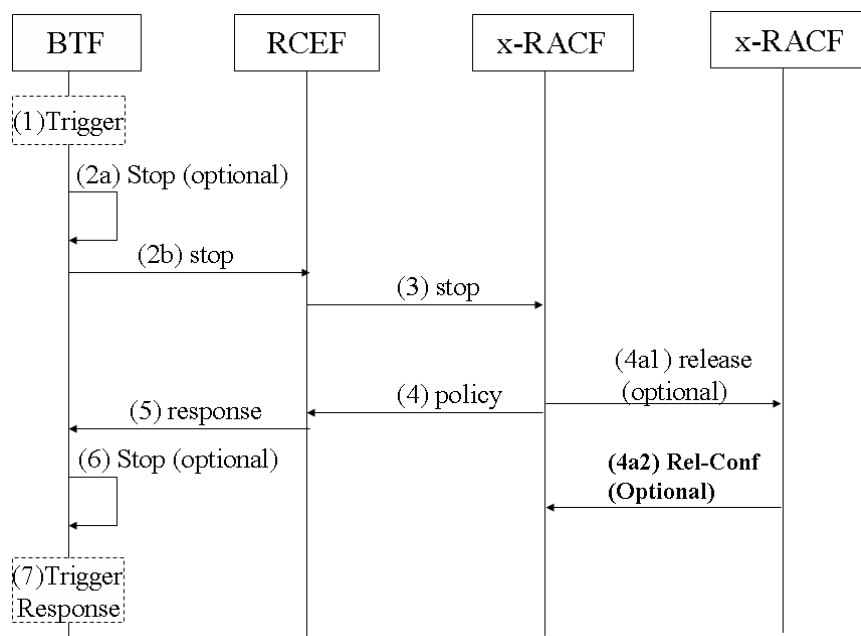 BTF
RCEF
x-RACF
x-RACF
(1)Trigger
(2a) Stop (optional)
(2b) stop
(3) stop
(4a1) release
(optional)
(4) policy
(5) response
(6) Stop (optional)
(4a2) Rel-Conf
(Optional)
(7)Trigger
Response